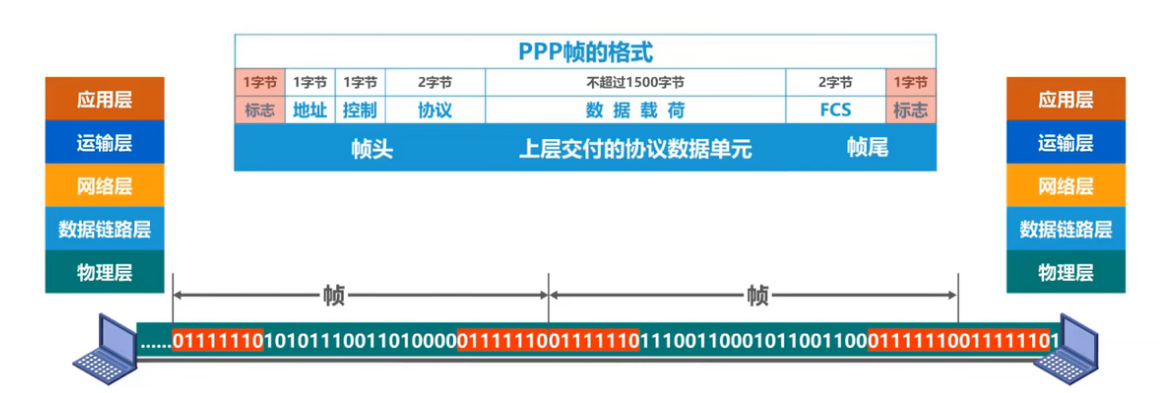 PPP帧的格式
1字节 1字节 1字节 2字节 不超过1500字节 2字节 1字节
标志 地址 控制 协议 数据载荷 FCS 标志
帧头 上层交付的协议数据单元 帧尾
应用层
运输层
网络层
数据链路层
物理层
应用层
运输层
网络层
数据链路层
物理层
帧 帧
......0111111010101110011010000011111100111111011100110001011001100001111110011111101